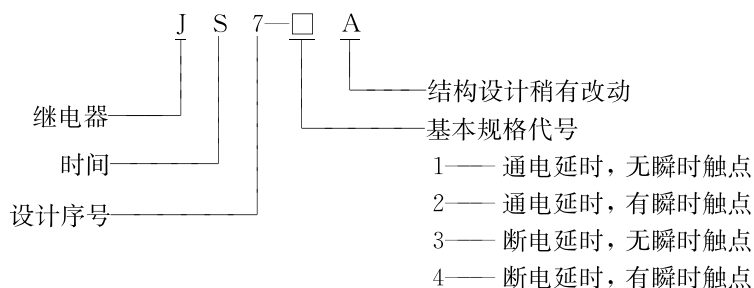 J S 7—□ A
结构设计稍有改动
继电器
基本规格代号
时间
1—— 通电延时,无瞬时触点
2—— 通电延时,有瞬时触点
设计序号
3—— 断电延时,无瞬时触点
4—— 断电延时,有瞬时触点